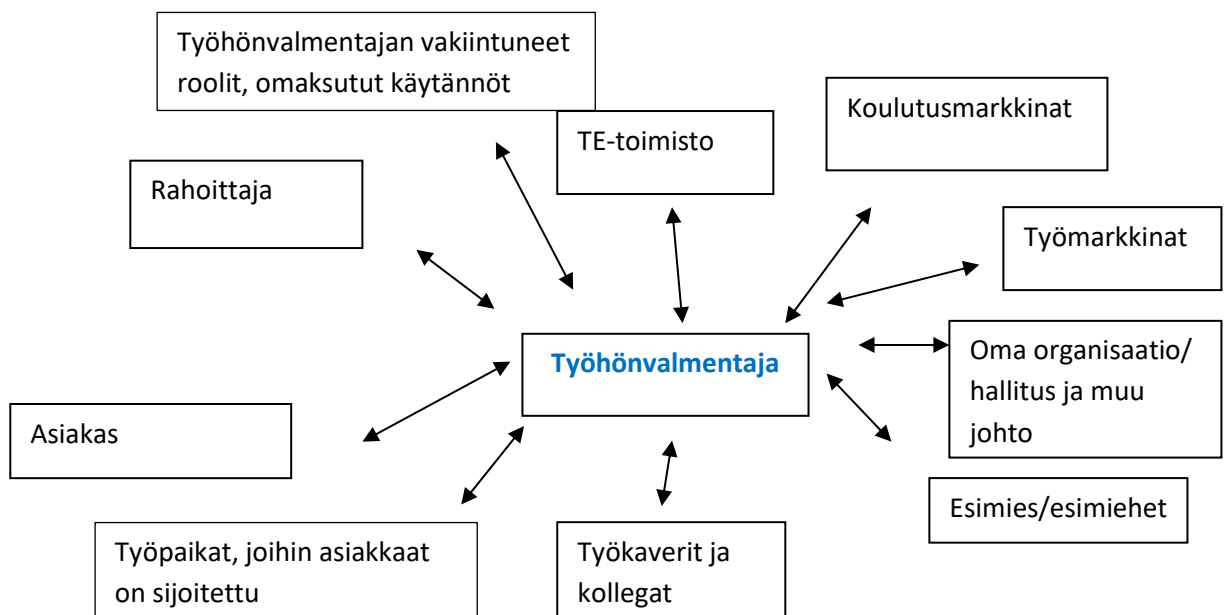 Työhönvalmentajan vakiintuneet
roolit, omaksutut käytännöt
TE-toimisto
Koulutusmarkkinat
Rahoittaja
Työmarkkinat
Työhönvalmentaja
Oma organisaatio/
hallitus ja muu
johto
Asiakas
Esimies/esimiehet
Työpaikat, joihin asiakkaat
on sijoitettu
Työkaverit ja
kollegat